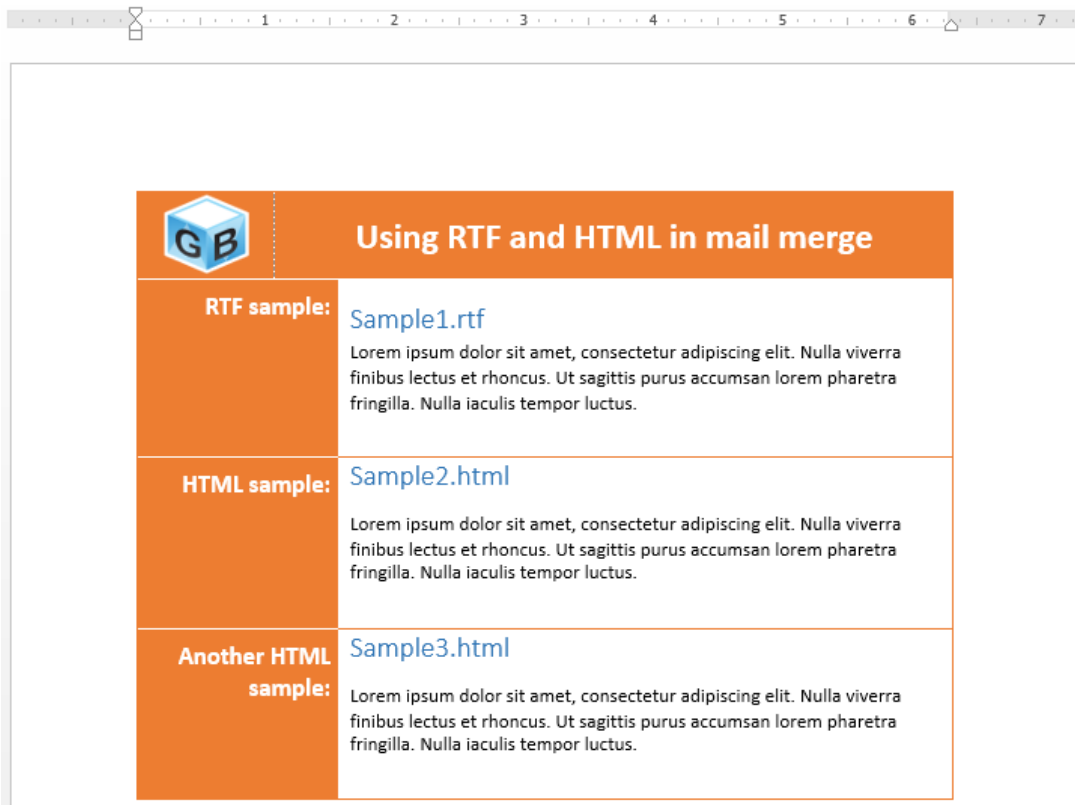 1 2 3 4 5 6 7
GB
Using RTF and HTML in mail merge
RTF sample:
Sample1.rtf
Lorem ipsum dolor sit amet, consectetur adipiscing elit. Nulla viverra
finibus lectus et rhoncus. Ut sagittis purus accumsan lorem pharetra
fringilla. Nulla iaculis tempor luctus.
HTML sample:
Sample2.html
Lorem ipsum dolor sit amet, consectetur adipiscing elit. Nulla viverra
finibus lectus et rhoncus. Ut sagittis purus accumsan lorem pharetra
fringilla. Nulla iaculis tempor luctus.
Another HTML
sample:
Sample3.html
Lorem ipsum dolor sit amet, consectetur adipiscing elit. Nulla viverra
finibus lectus et rhoncus. Ut sagittis purus accumsan lorem pharetra
fringilla. Nulla iaculis tempor luctus.